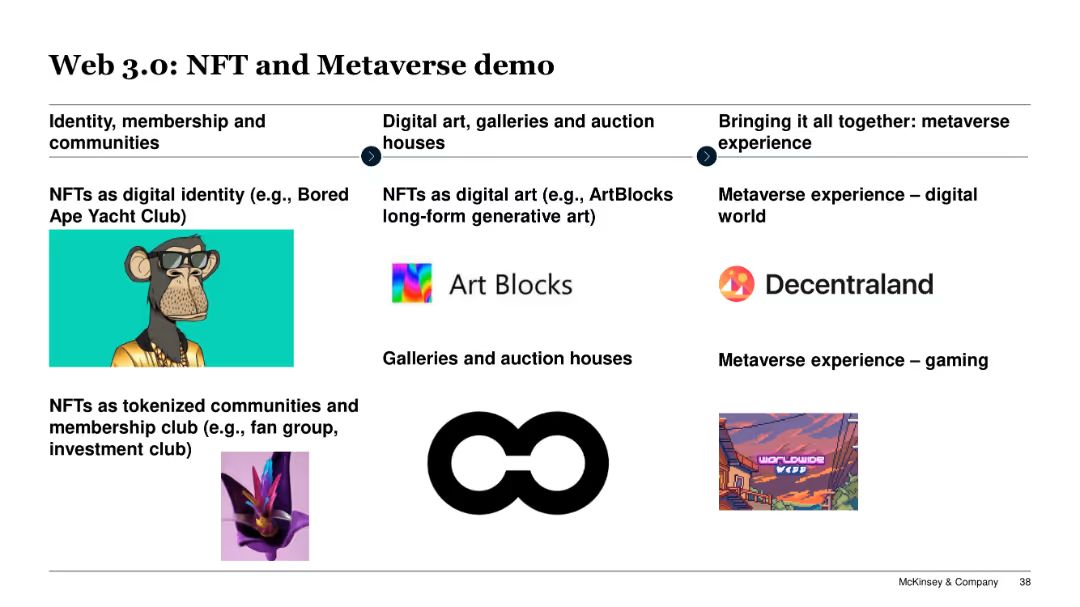 Web 3.0: NFT and Metaverse demo
Identity, membership and
communities
NFTs as digital identity (e.g., Bored
Ape Yacht Club)
NFTs as tokenized communities and
membership club (e.g., fan group,
investment club)
Digital art, galleries and auction
houses
NFTs as digital art (e.g., ArtBlocks
long-form generative art)
Art Blocks
Galleries and auction houses
Bringing it all together: metaverse
experience
Metaverse experience – digital
world
Decentraland
Metaverse experience – gaming
WORLDWIDE
WEBB
McKinsey & Company 38